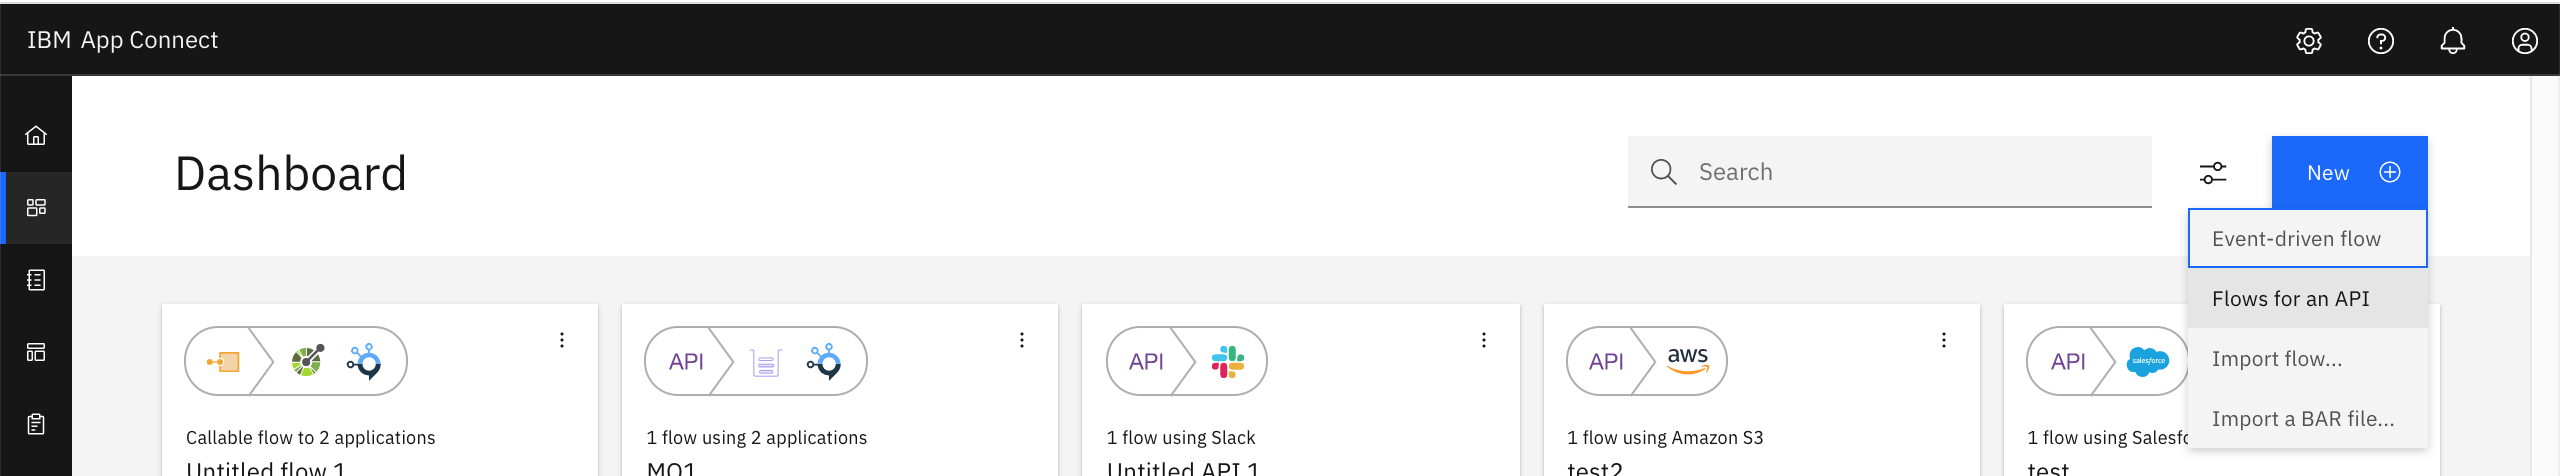 IBM App Connect
Dashboard
Search
New
Event-driven flow
Flows for an API
Import flow...
Import a BAR file...
API
API
aws
API
API
salesforce
Callable flow to 2 applications
1 flow using 2 applications
1 flow using Slack
1 flow using Amazon S3
1 flow using Salesfo
Untitled flow 1
MQ1
Untitled API 1
test2
test